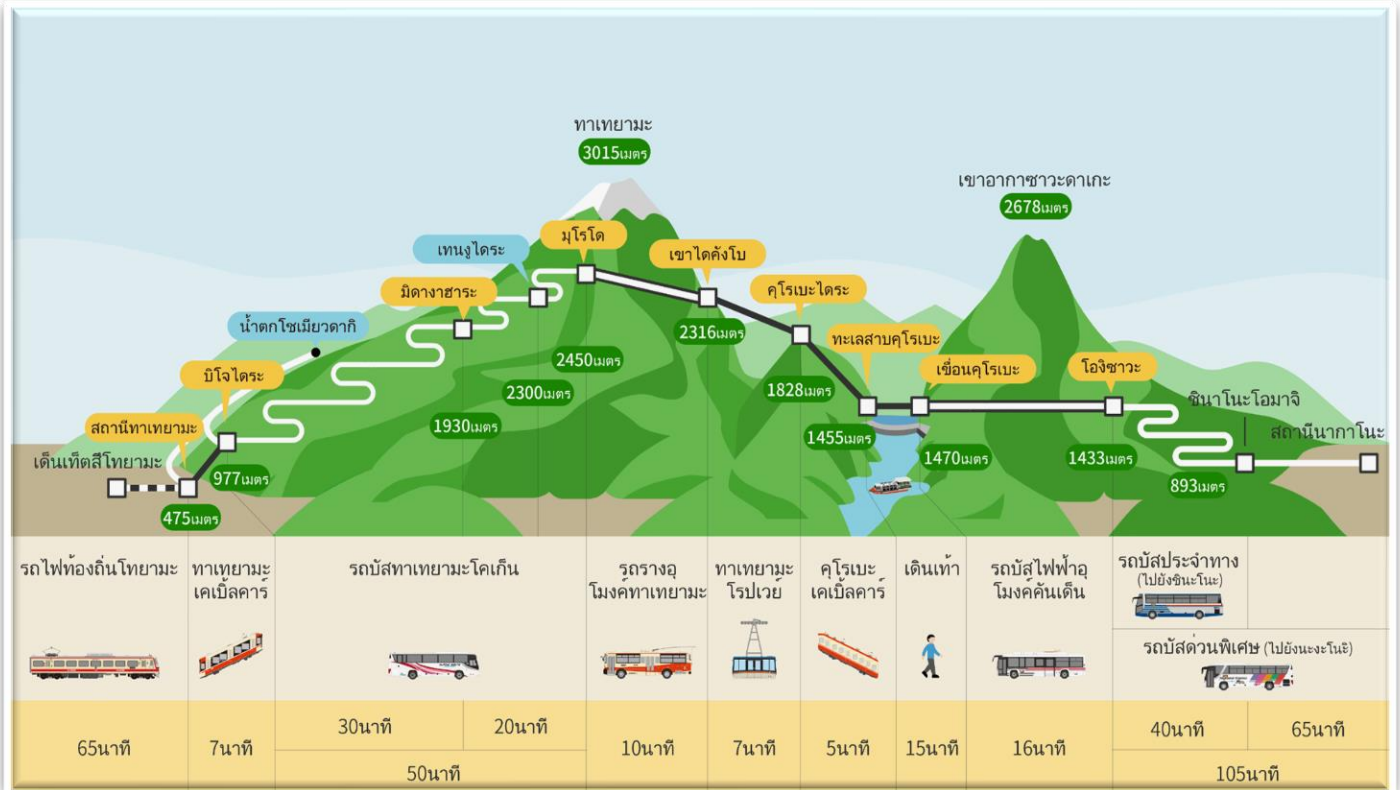 ทาเทยามะ
3015เมตร
เขาอากาซาวะดาเกะ
2678เมตร
เทนงูไดระ
มุโรโด
เขาไดคังโบ
มิดางาฮาระ
คุโรเบะไดระ
น้ำตกโชเมียวดากิ
2316เมตร
ทะเลสาบคุโรเบะ
บิโจไดระ
2450เมตร
เขื่อนคุโรเบะ
โองิซาวะ
2300เมตร
1828เมตร
ชินาโนะโอมาจิ
สถานีทาเทยามะ
1930เมตร
1455เมตร
สถานีนากาโนะ
เด็นเท็ตสึโทยามะ
977เมตร
1470เมตร
1433เมตร
893เมตร
475เมตร
รถไฟท้องถิ่นโทยามะ
ทาเทยามะ
เคเบิ้ลคาร์
รถบัสทาเทยามะโคเก็น
รถรางอุ
โมงค์ทาเทยามะ
ทาเทยามะ
โรปเวย์
คุโรเบะ
เคเบิ้ลคาร์
เดินเท้า
รถบัสไฟฟ้าอุ
โมงค์คันเด็น
รถบัสประจำทาง
(ไปยังชินะโนะ)
รถบัสด่วนพิเศษ (ไปยังนะงะโนะ)
65นาที
7นาที
30นาที
20นาที
50นาที
10นาที
7นาที
5นาที
15นาที
16นาที
40นาที
65นาที
105นาที